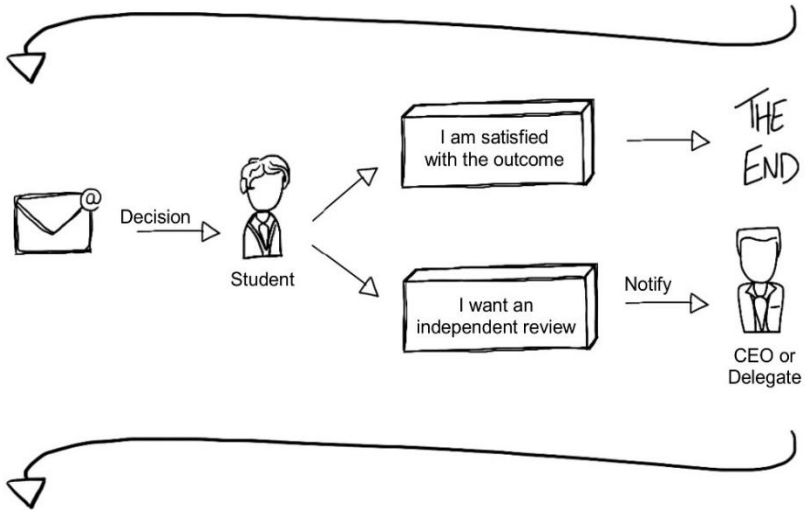 I am satisfied
with the outcome
THE
END
@
Decision
Student
I want an
independent review
Notify
CEO or
Delegate